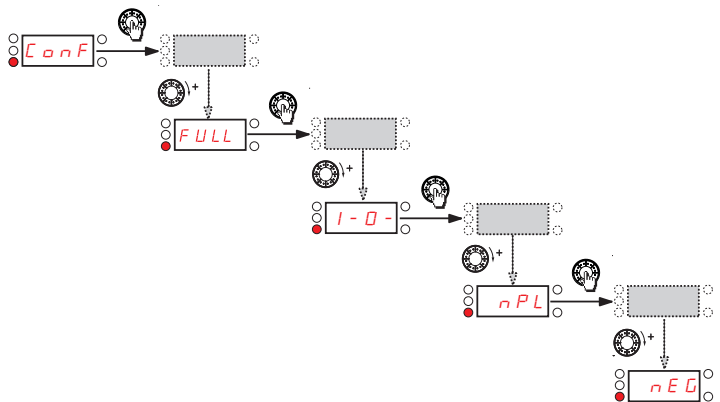 ConF
+
FULL
+
I-O-
+
nPL
+
nEG